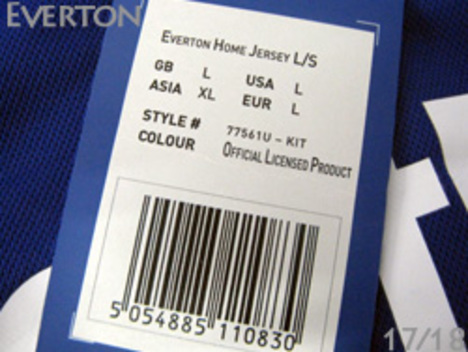 EVERTON
EVERTON HOME JERSEY L/S
GB L USA L
ASIA XL EUR L
STYLE # 77561U - KIT
COLOUR OFFICIAL LICENSED PRODUCT
5 054885 110830
17/18